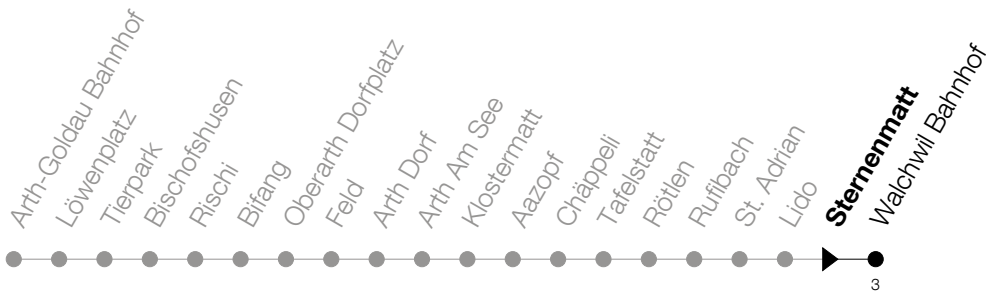 Arth-Goldau Bahnhof
Löwenplatz
Tierpark
Bischofshusen
Rischi
Bifang
Oberarth Dorfplatz
Feld
Arth Dorf
Arth Am See
Klostermatt
Aazopf
Chäppeli
Tafelstatt
Rötlen
Rufibach
St. Adrian
Lido
Sternenmatt
Walchwil Bahnhof
3